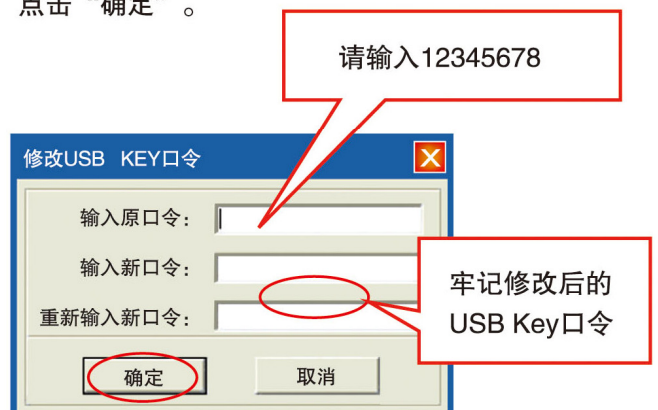 点击“确定”。
请输入12345678
修改USB KEY口令
输入原口令：
输入新口令：
牢记修改后的
USB Key口令
重新输入新口令：
确定
取消